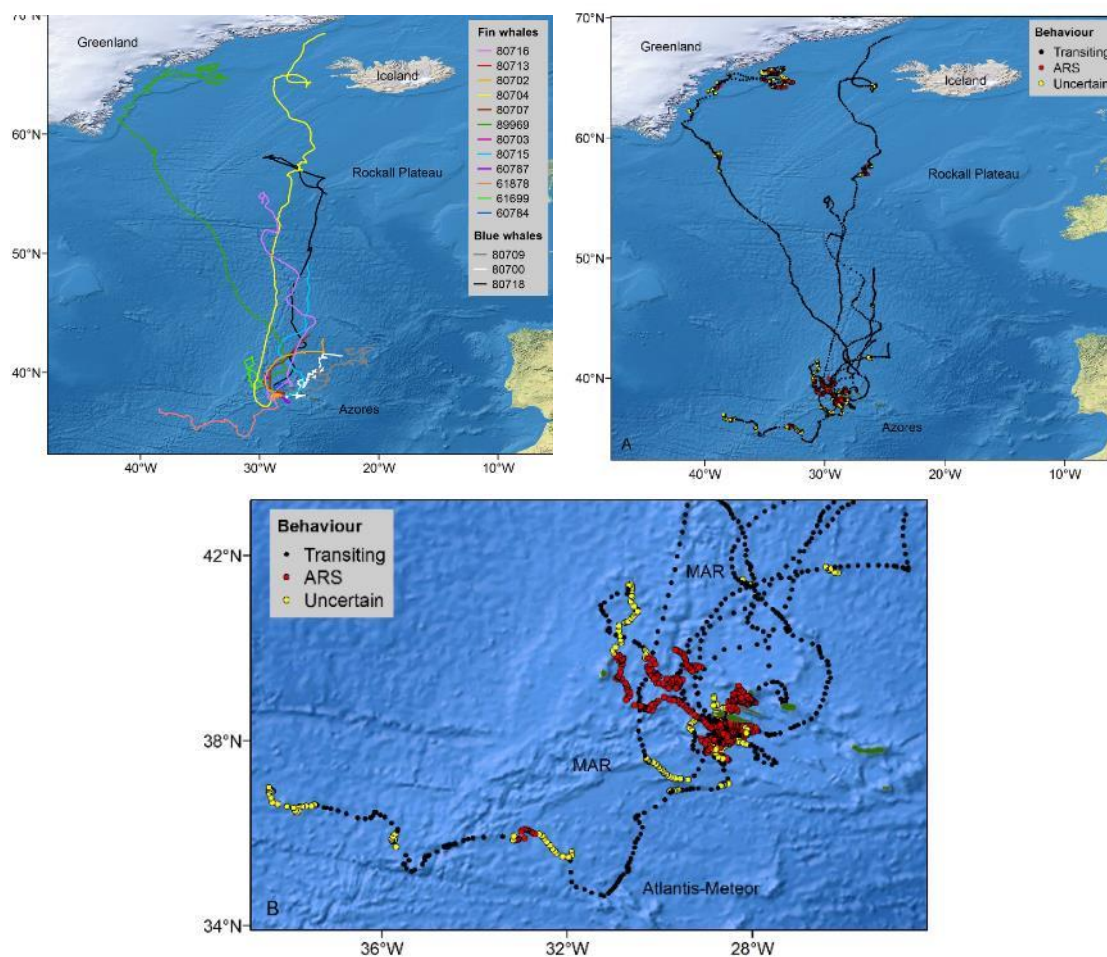 70°N
Greenland
Iceland
Rockall Plateau
Azores
60°N
50°N
40°N
40°W
30°W
20°W
10°W
Fin whales
80716
80713
80702
80704
80707
89969
80703
80715
60787
61878
61699
60784
Blue whales
80709
80700
80718
70°N
Greenland
Iceland
Rockall Plateau
Azores
A
60°N
50°N
40°N
40°W
30°W
20°W
10°W
Behaviour
Transiting
ARS
Uncertain
Behaviour
Transiting
ARS
Uncertain
42°N
38°N
34°N
MAR
MAR
Atlantis-Meteor
B
36°W
32°W
28°W